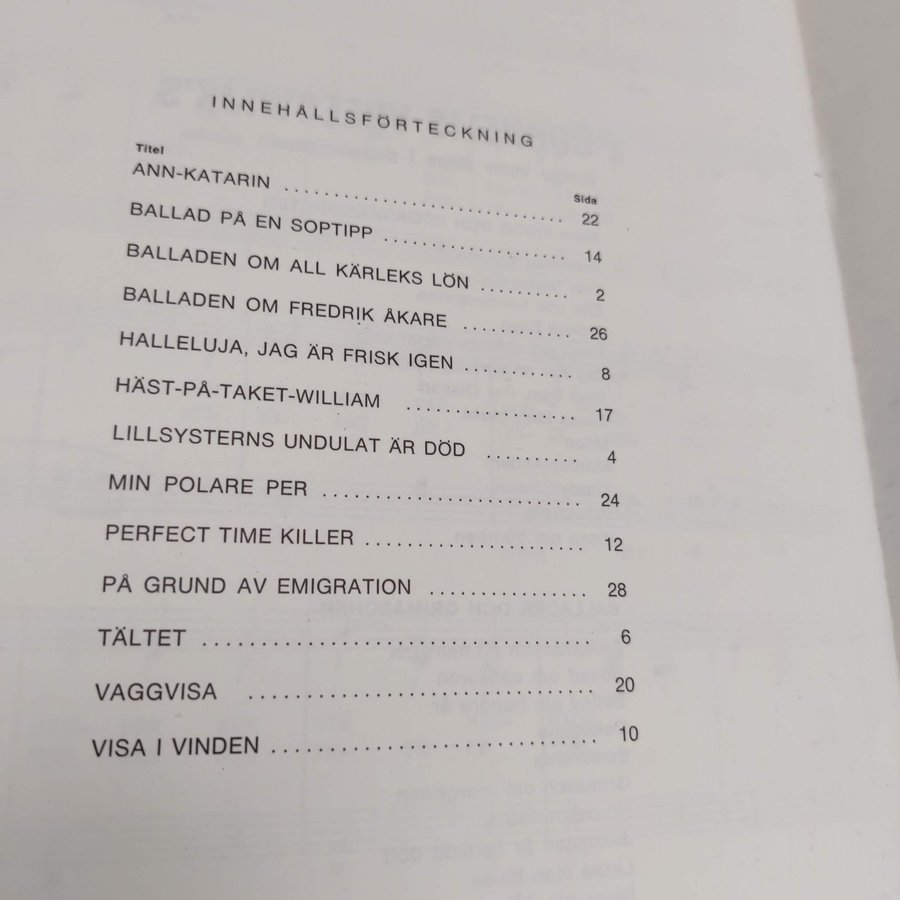 INNEHÅLLSFÖRTECKNING
Titel Sida
ANN-KATARIN ............................ 22
BALLAD PÅ EN SOPTIPP .................... 14
BALLADEN OM ALL KÄRLEKS LÖN .......... 2
BALLADEN OM FREDRIK ÅKARE ............ 26
HALLELUJA, JAG ÄR FRISK IGEN ............ 8
HÄST-PÅ-TAKET-WILLIAM .................. 17
LILLSYSTERNS UNDULAT ÄR DÖD .......... 4
MIN POLARE PER .......................... 24
PERFECT TIME KILLER ...................... 12
PÅ GRUND AV EMIGRATION ................ 28
TÄLTET .................................... 6
VAGGVISA ................................ 20
VISA I VINDEN .............................. 10